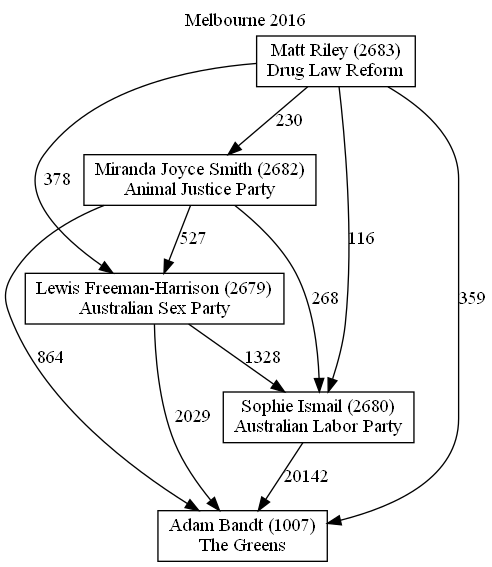 Melbourne 2016
Matt Riley (2683)
Drug Law Reform
230
378
Miranda Joyce Smith (2682)
Animal Justice Party
116
527
Lewis Freeman-Harrison (2679)
Australian Sex Party
268
359
864
1328
2029
Sophie Ismail (2680)
Australian Labor Party
20142
Adam Bandt (1007)
The Greens